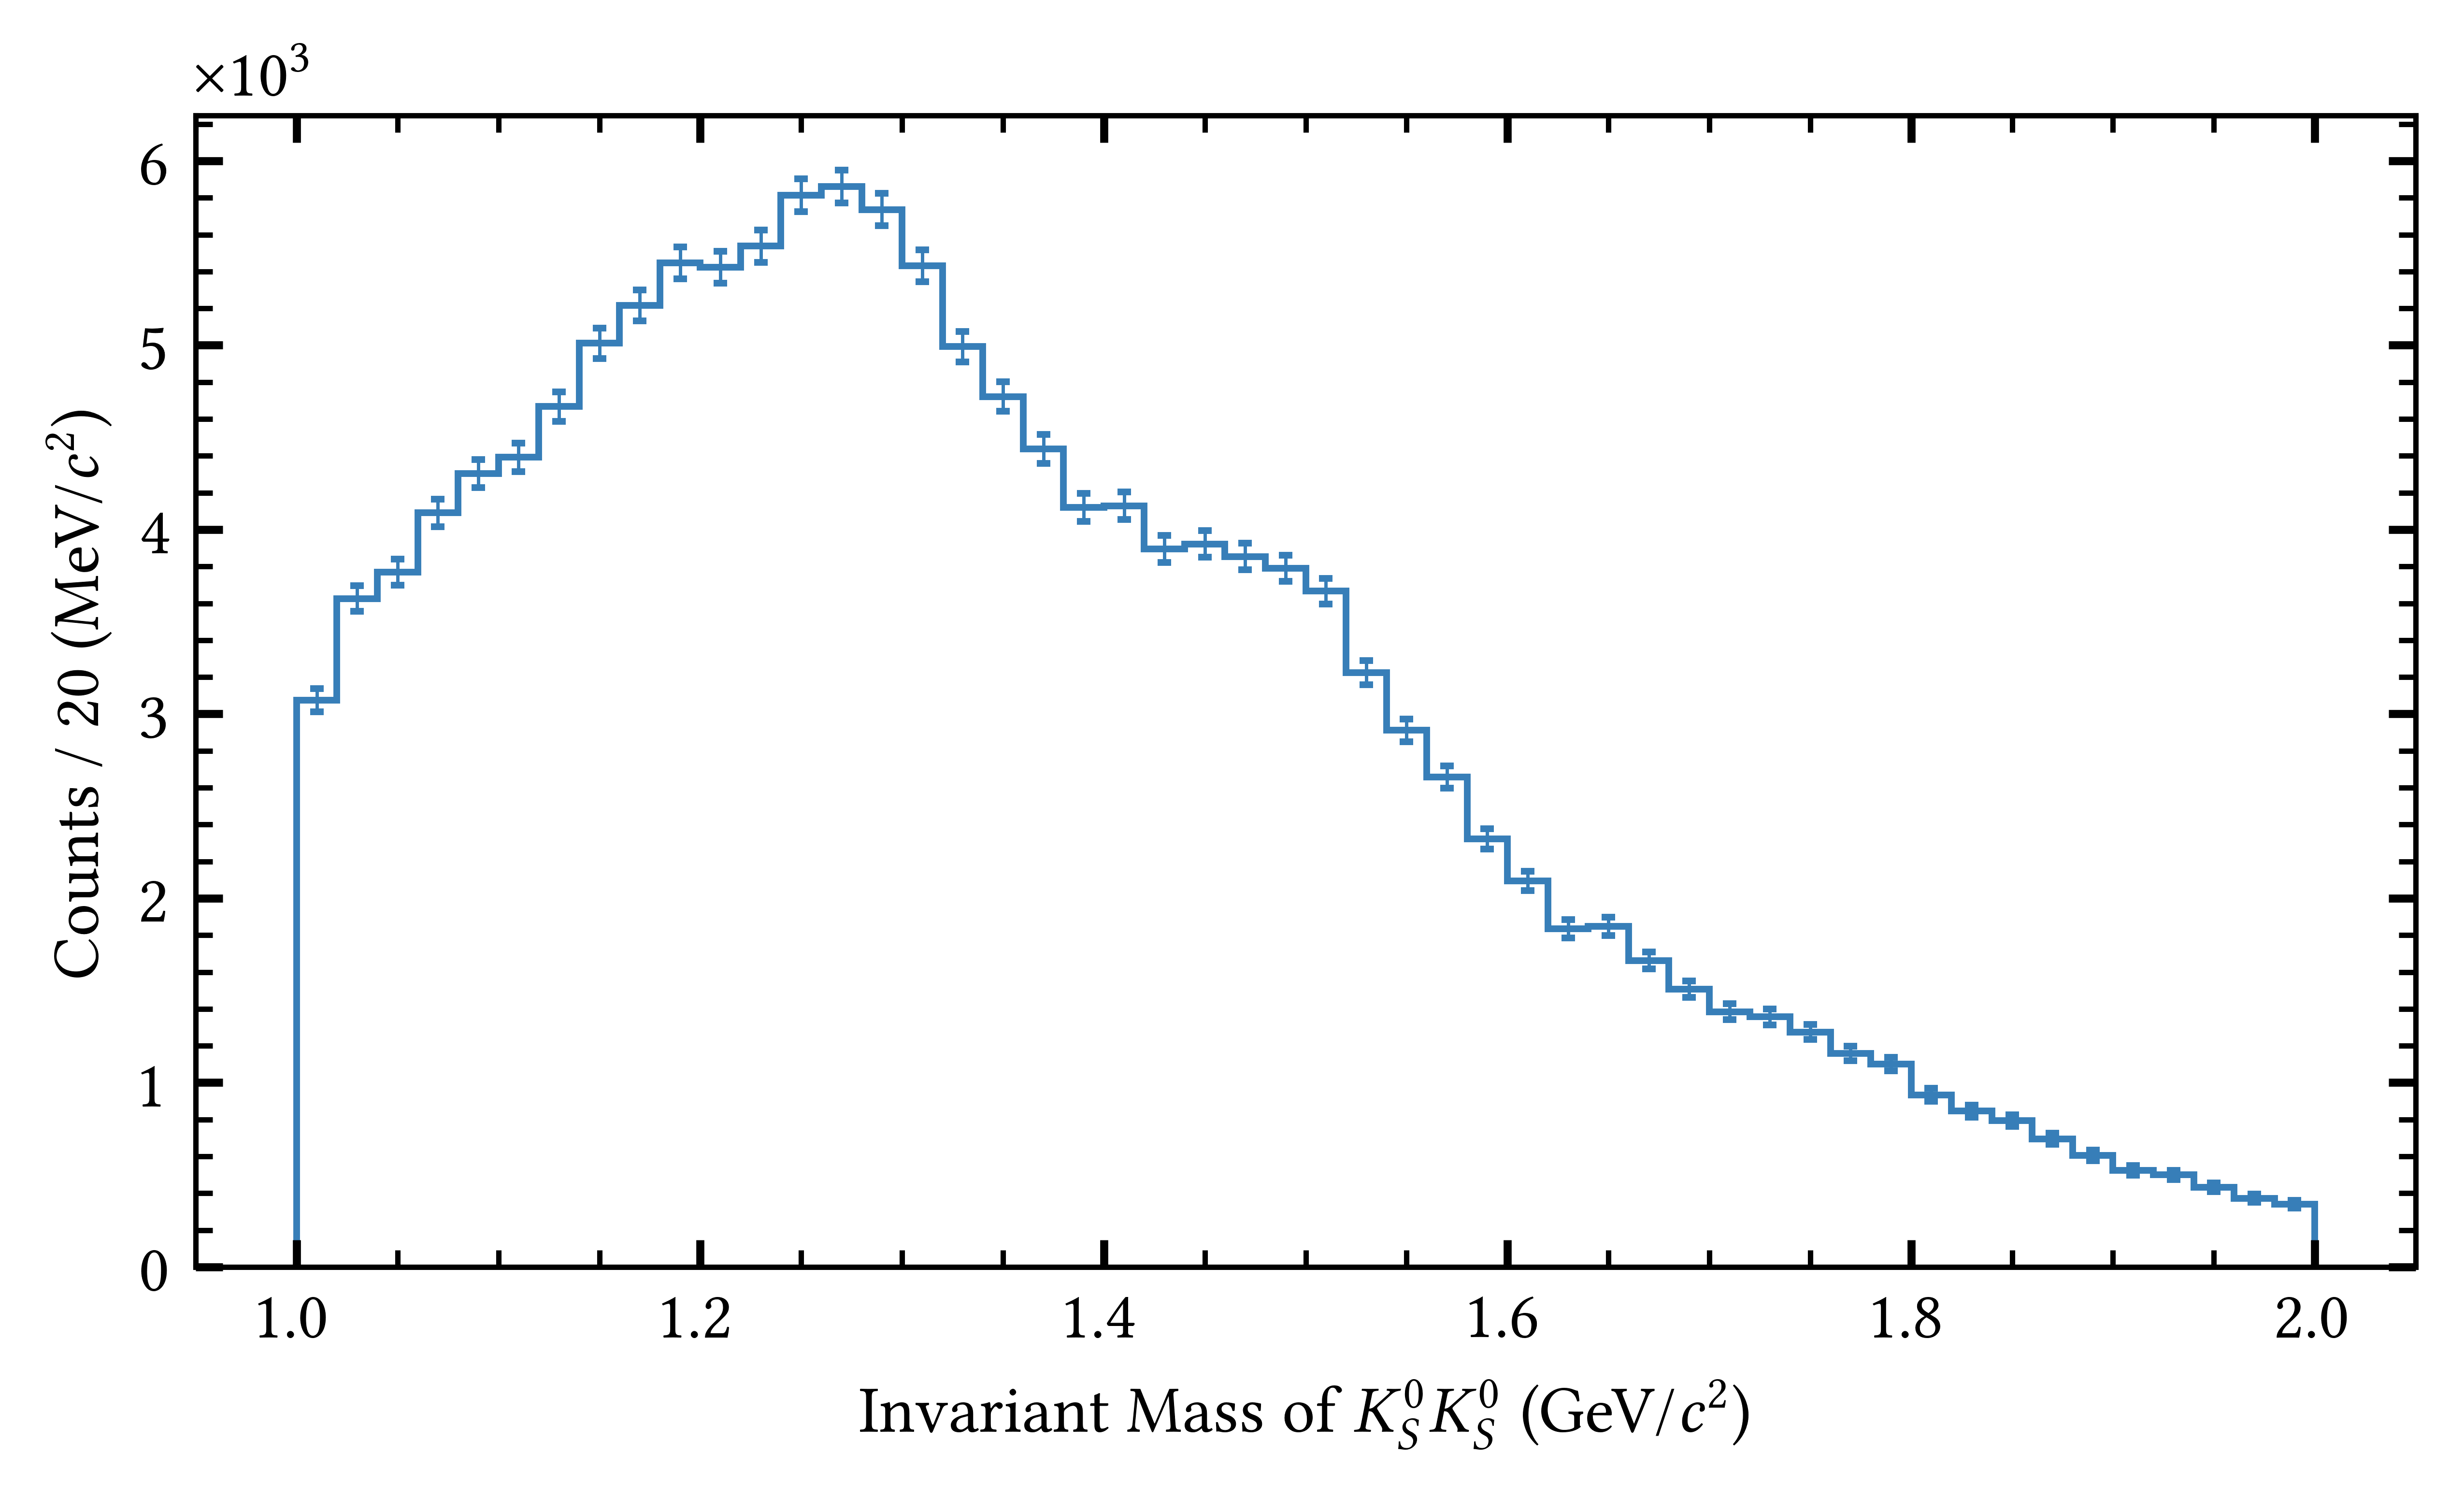 ×10³
6
5
4
3
2
1
0
Counts / 20 (MeV/c²)
1.0 1.2 1.4 1.6 1.8 2.0
Invariant Mass of K⁰_S K⁰_S (GeV/c²)